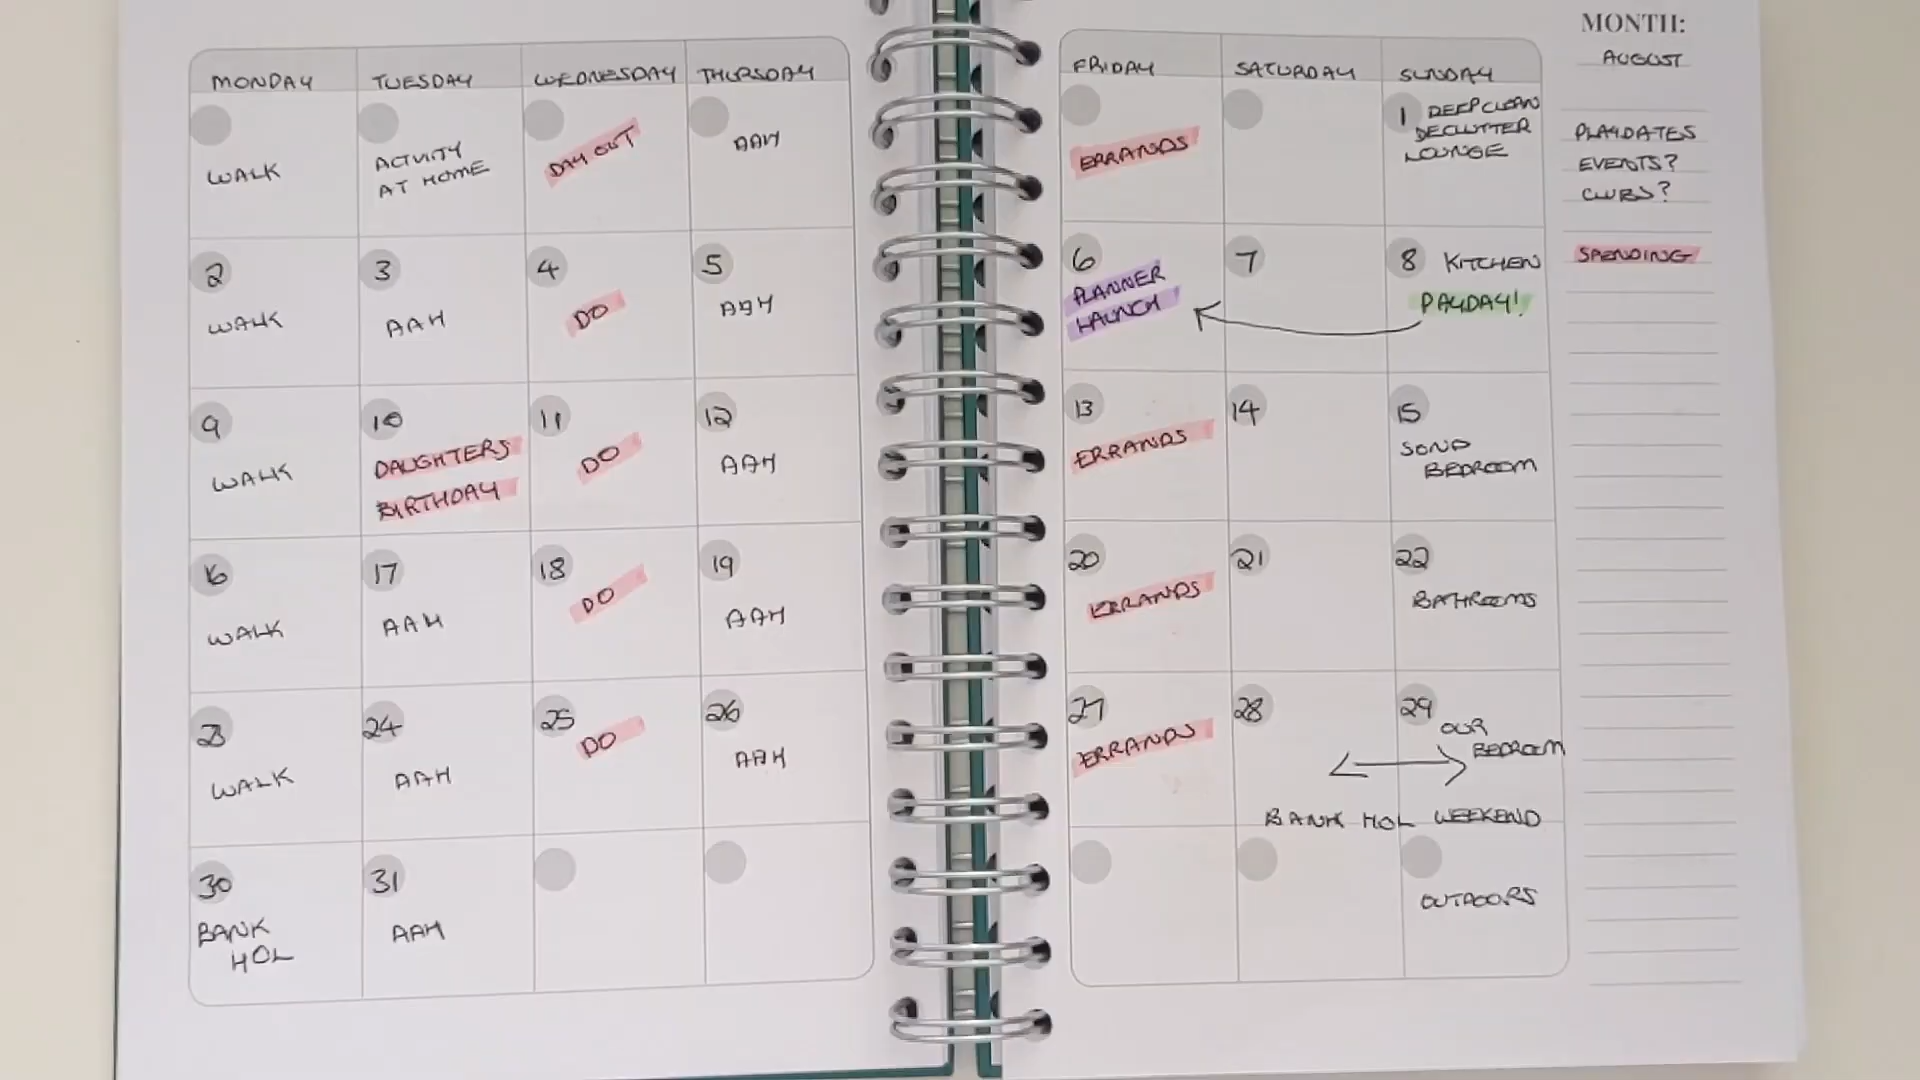 MONDAY TUESDAY WEDNESDAY THURSDAY FRIDAY SATURDAY SUNDAY
MONTH:
AUGUST
WALK
ACTIVITY
AT HOME
DAY OUT
AAH
ERRANDS
1 DEEP CLEAN
DECLUTTER
LOUNGE
PLAYDATES
EVENTS?
CLUBS?
SPENDING
2
WALK
3
AAH
4
DO
5
AAH
6
PLANNER
LAUNCH
7
8 KITCHEN
PAYDAY!
9
WALK
10
DAUGHTERS
BIRTHDAY
11
DO
12
AAH
13
ERRANDS
14
15
SONS
BEDROOM
16
WALK
17
AAH
18
DO
19
AAH
20
ERRANDS
21
22
BATHROOMS
23
WALK
24
AAH
25
DO
26
AAH
27
ERRANDS
28
29
OUR
BEDROOM
BANK HOL WEEKEND
30
BANK
HOL
31
AAH
OUTDOORS